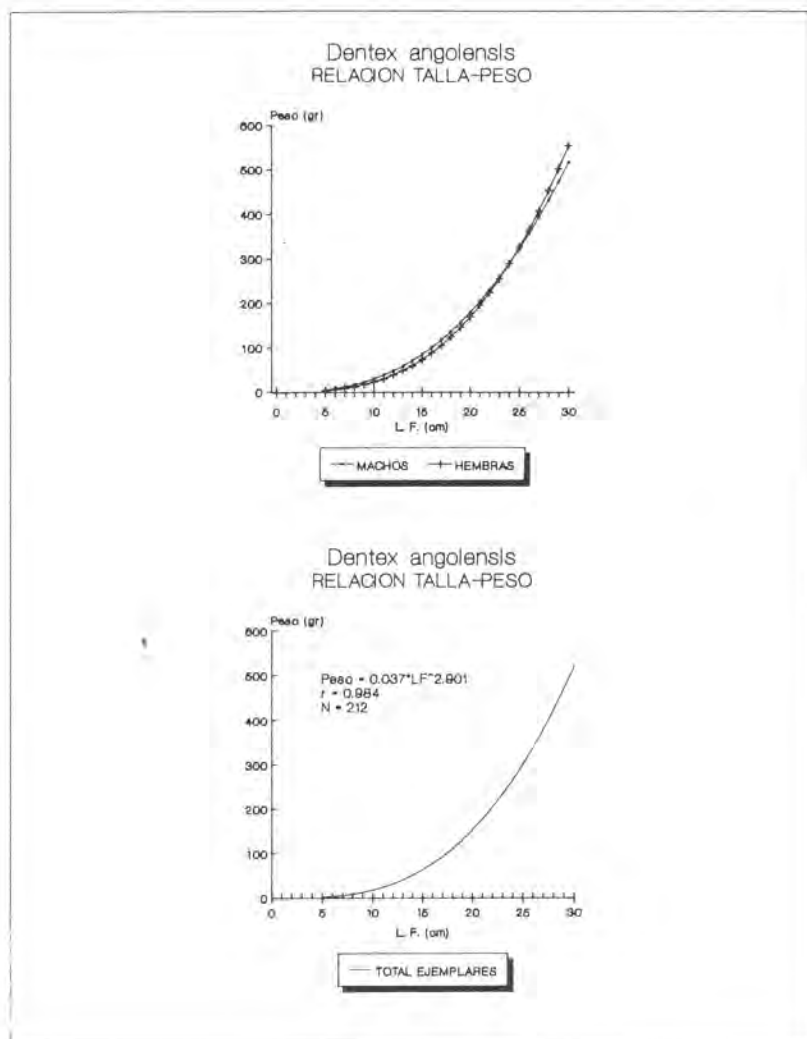 Dentex angolensis
RELACION TALLA-PESO
Peso (gr)
600
500
400
300
200
100
0
0 5 10 15 20 25 30
L. F. (cm)
MACHOS HEMBRAS
Dentex angolensis
RELACION TALLA-PESO
Peso (gr)
600
500
400
300
200
100
0
Peso = 0.037*LF^2.901
r = 0.984
N = 212
0 5 10 15 20 25 30
L. F. (cm)
TOTAL EJEMPLARES